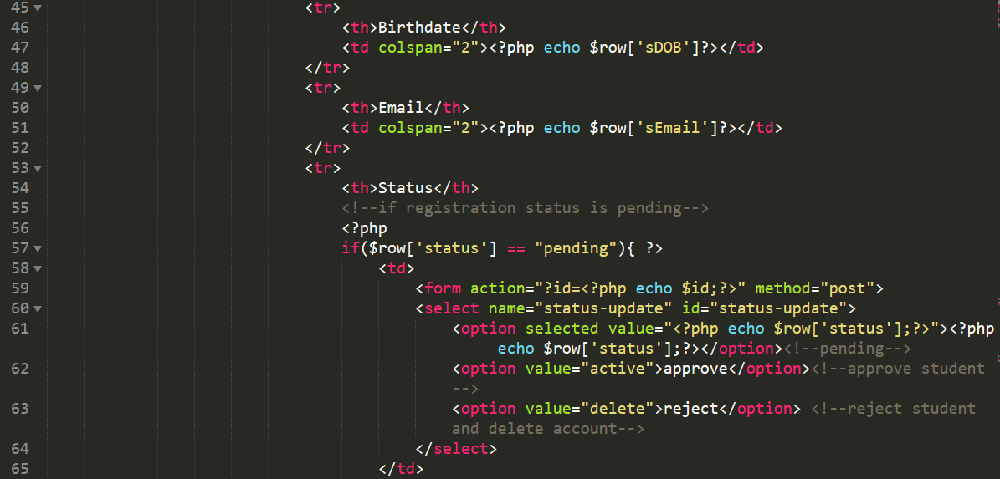 45 <tr>
46 <th>Birthdate</th>
47 <td colspan="2"><?php echo $row['sDOB']?></td>
48 </tr>
49 <tr>
50 <th>Email</th>
51 <td colspan="2"><?php echo $row['sEmail']?></td>
52 </tr>
53 <tr>
54 <th>Status</th>
55 <!--if registration status is pending-->
56 <?php
57 if($row['status'] == "pending"){ ?>
58 <td>
59 <form action="?id=<?php echo $id;?>" method="post">
60 <select name="status-update" id="status-update">
61 <option selected value="<?php echo $row['status'];?>"><?php
echo $row['status'];?></option><!--pending-->
62 <option value="active">approve</option><!--approve student
-->
63 <option value="delete">reject</option> <!--reject student
and delete account-->
64 </select>
65 </td>